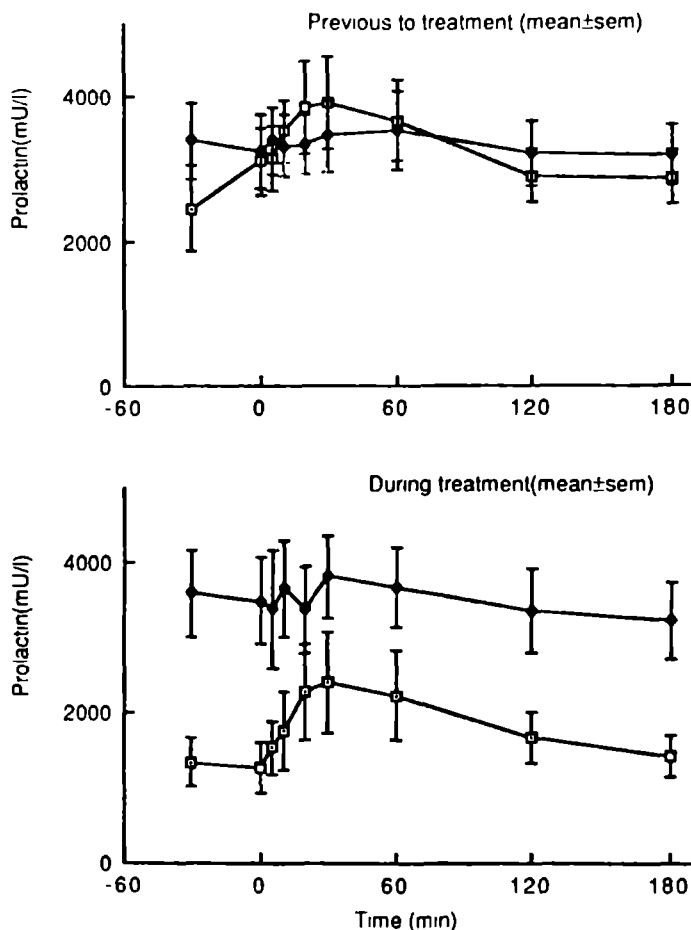 Previous to treatment (mean±sem)
Prolactin(mU/l)
4000
2000
0
-60 0 60 120 180
During treatment(mean±sem)
Prolactin(mU/l)
4000
2000
0
-60 0 60 120 180
Time (min)